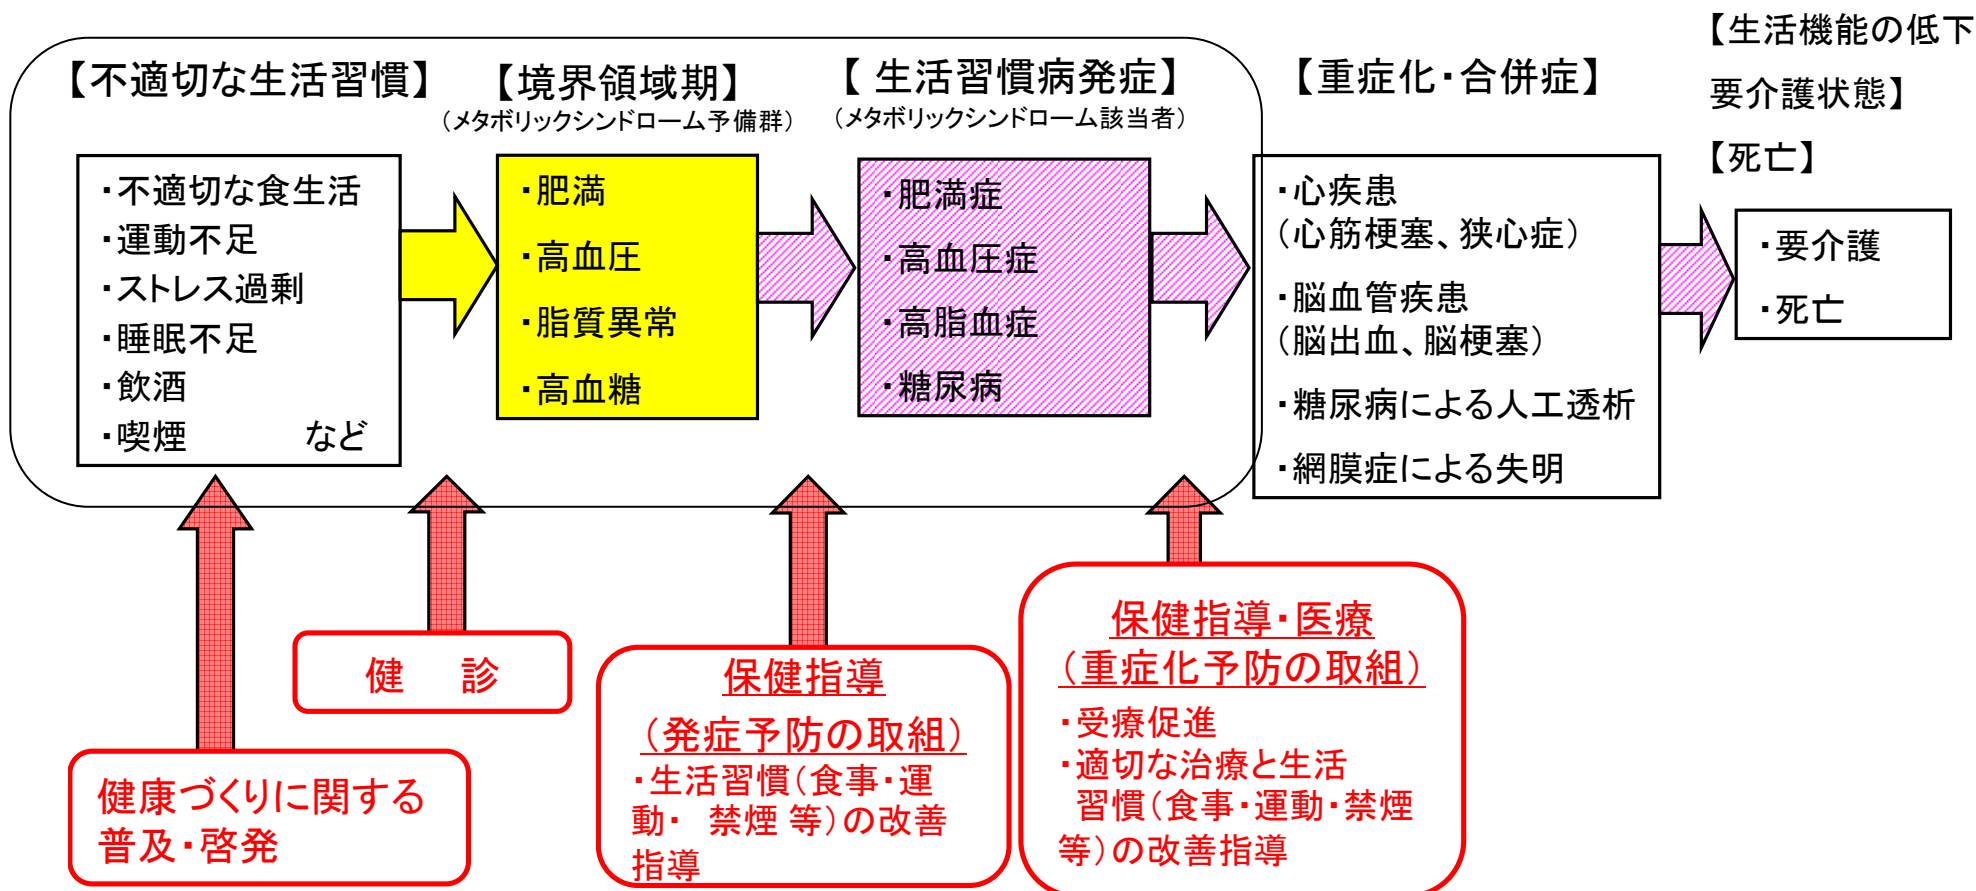 【不適切な生活習慣】
・不適切な食生活
・運動不足
・ストレス過剰
・睡眠不足
・飲酒
・喫煙　　　など
【境界領域期】
（メタボリックシンドローム予備群）
・肥満
・高血圧
・脂質異常
・高血糖
【 生活習慣病発症】
（メタボリックシンドローム該当者）
・肥満症
・高血圧症
・高脂血症
・糖尿病
【重症化・合併症】
・心疾患
（心筋梗塞、狭心症）
・脳血管疾患
（脳出血、脳梗塞）
・糖尿病による人工透析
・網膜症による失明
【生活機能の低下
要介護状態】
【死亡】
・要介護
・死亡
健康づくりに関する
普及・啓発
健　診
保健指導
（発症予防の取組）
・生活習慣（食事・運
動・ 禁煙 等）の改善
指導
保健指導・医療
（重症化予防の取組）
・受療促進
・適切な治療と生活
習慣（食事・運動・禁煙
等）の改善指導